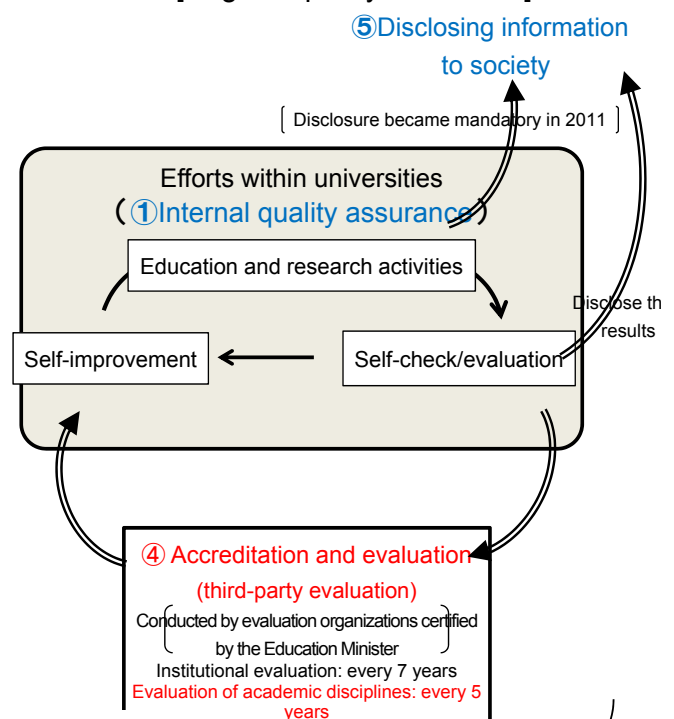 ⑤Disclosing information
to society
[ Disclosure became mandatory in 2011 ]
Efforts within universities
(①Internal quality assurance)
Education and research activities
Disclose th
results
Self-improvement
Self-check/evaluation
④ Accreditation and evaluation
(third-party evaluation)
Conducted by evaluation organizations certified
by the Education Minister
Institutional evaluation: every 7 years
Evaluation of academic disciplines: every 5
years